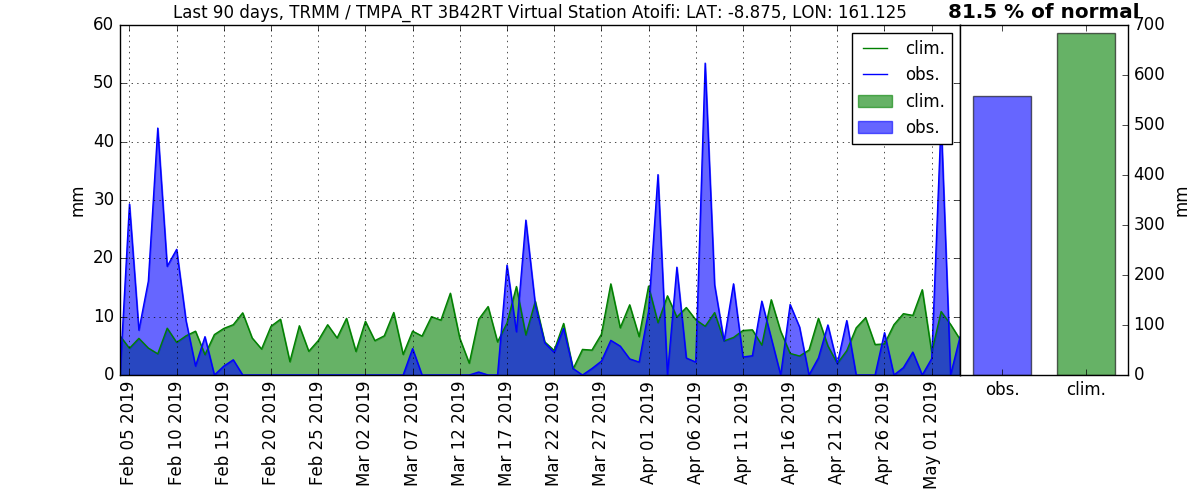 Last 90 days, TRMM / TMPA_RT 3B42RT Virtual Station Atoifi: LAT: -8.875, LON: 161.125
81.5 % of normal
60
50
40
30
20
10
0
mm
clim.
obs.
clim.
obs.
Feb 05 2019
Feb 10 2019
Feb 15 2019
Feb 20 2019
Feb 25 2019
Mar 02 2019
Mar 07 2019
Mar 12 2019
Mar 17 2019
Mar 22 2019
Mar 27 2019
Apr 01 2019
Apr 06 2019
Apr 11 2019
Apr 16 2019
Apr 21 2019
Apr 26 2019
May 01 2019
obs.
clim.
700
600
500
400
300
200
100
0
mm